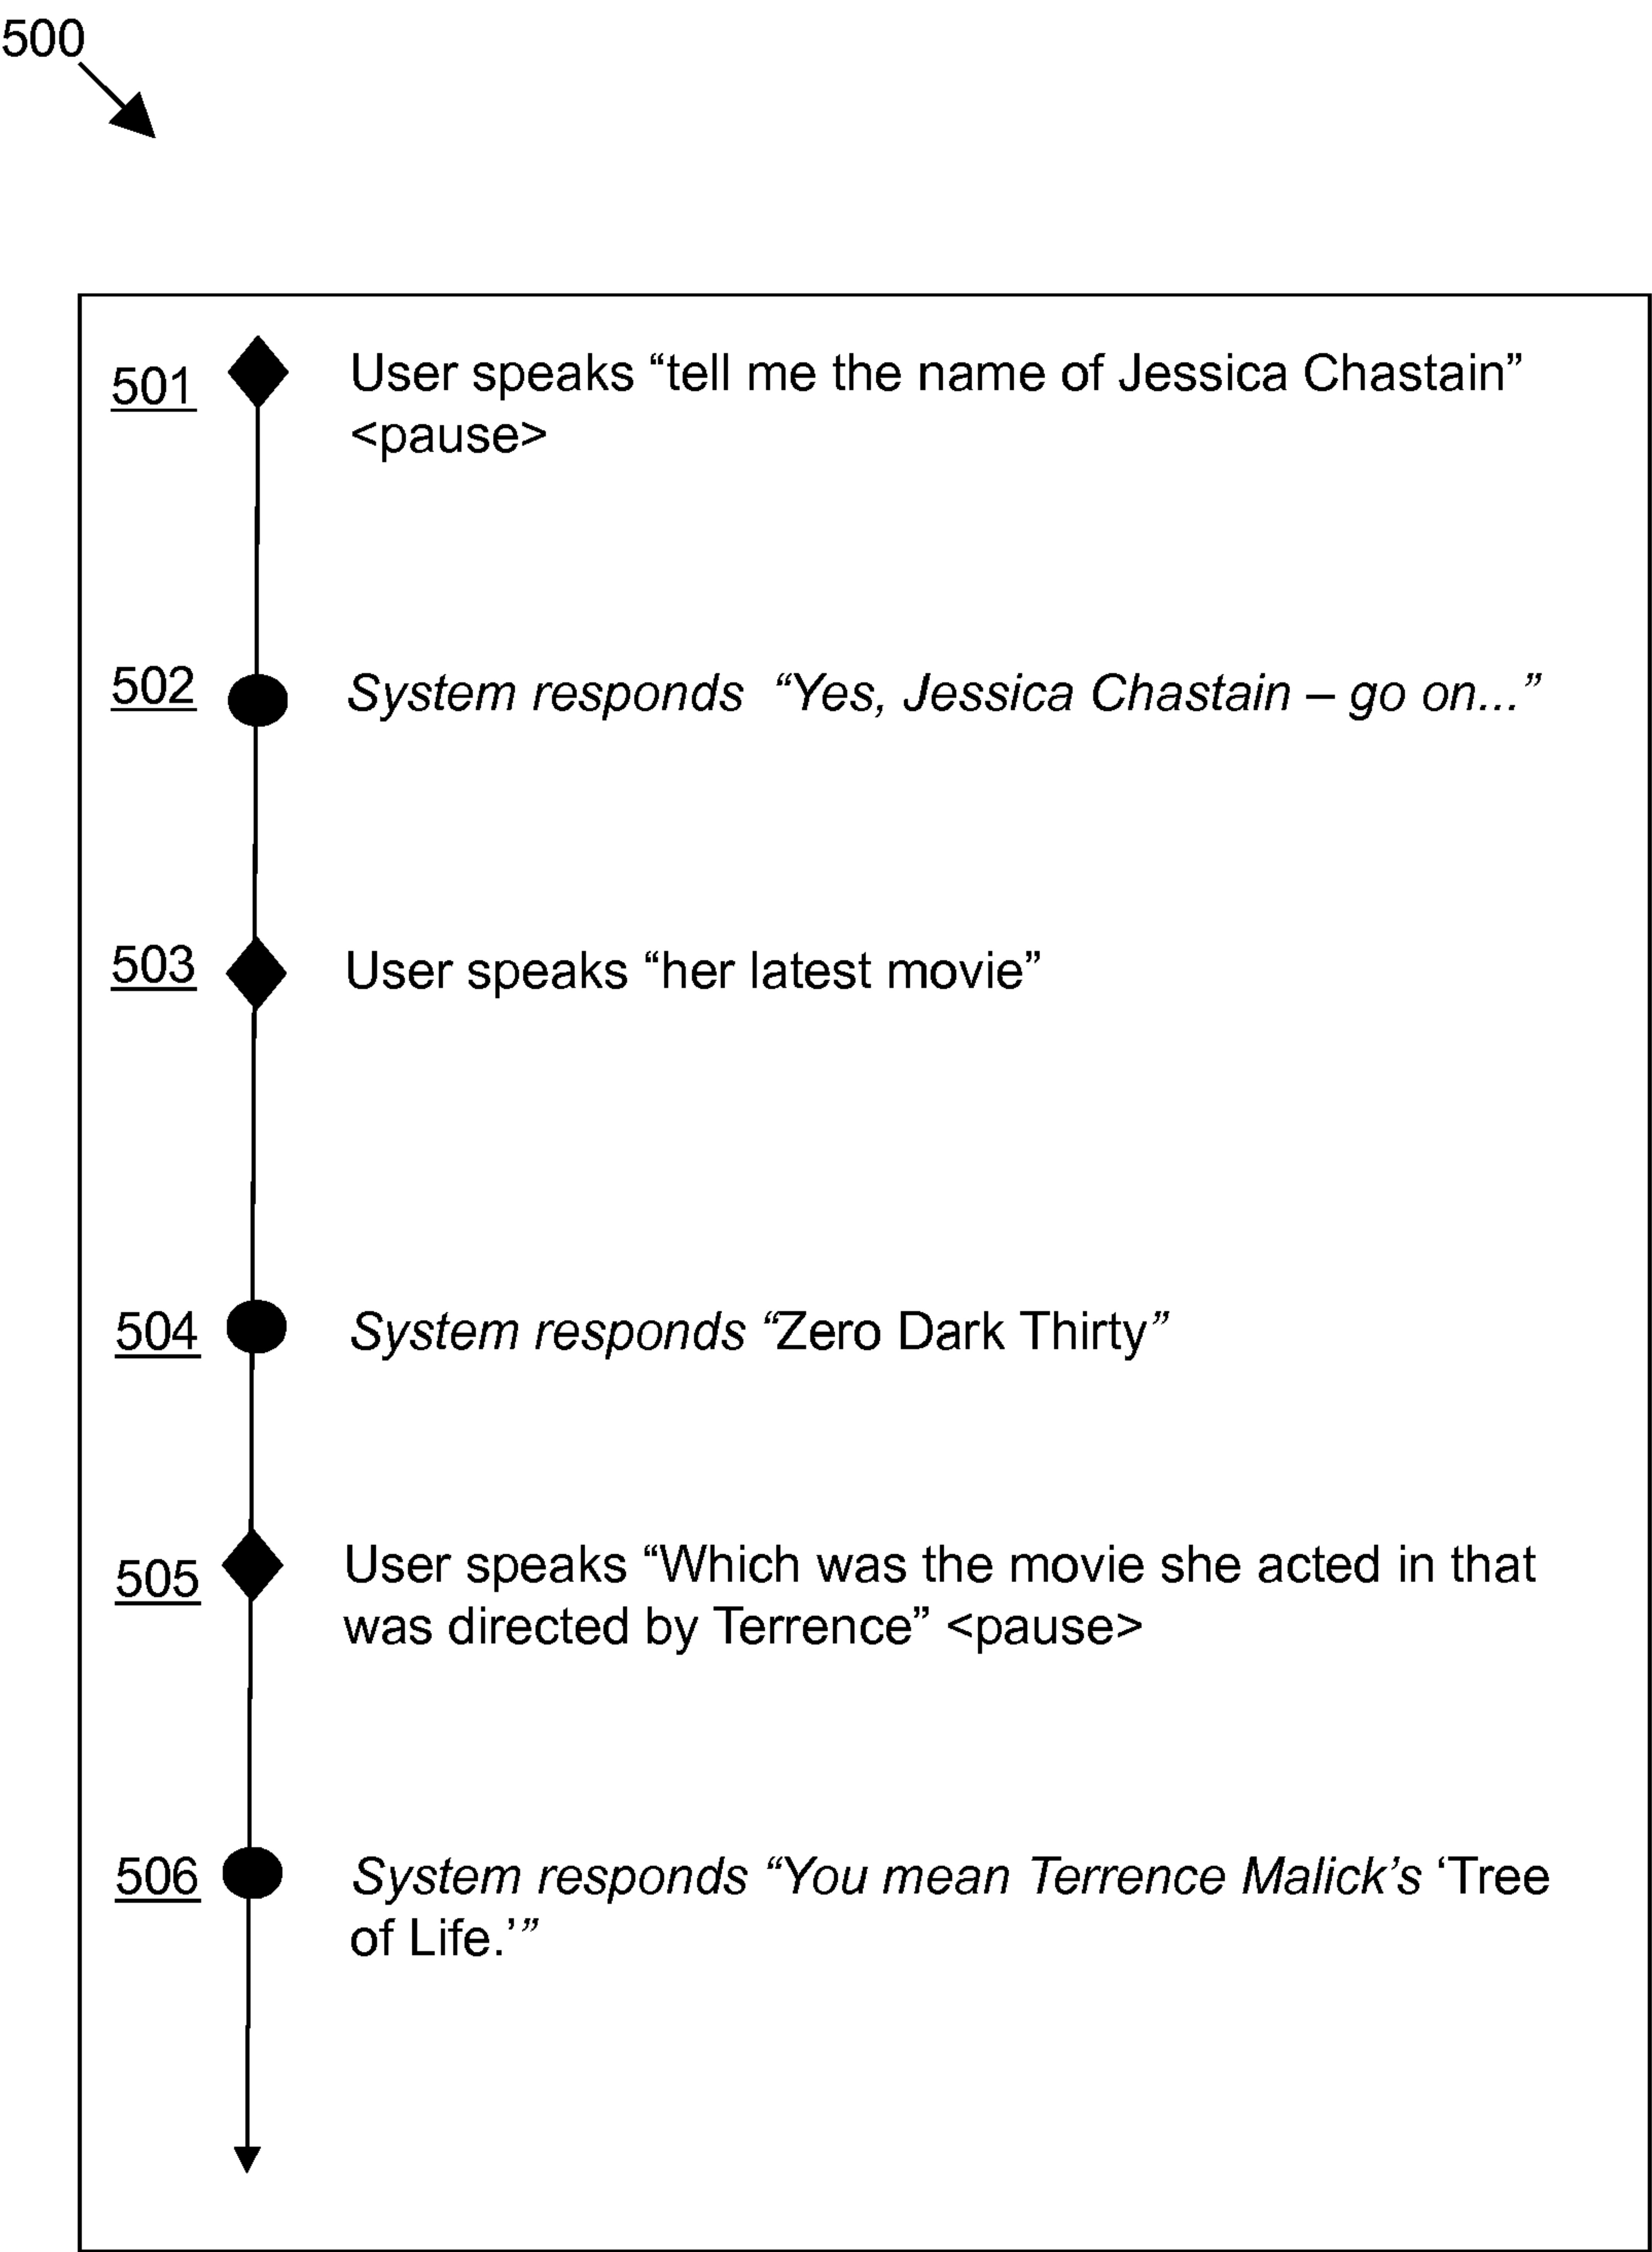 500
501 User speaks “tell me the name of Jessica Chastain”
<pause>
502 System responds “Yes, Jessica Chastain – go on...”
503 User speaks “her latest movie”
504 System responds “Zero Dark Thirty”
505 User speaks “Which was the movie she acted in that
was directed by Terrence” <pause>
506 System responds “You mean Terrence Malick’s ‘Tree
of Life.’”